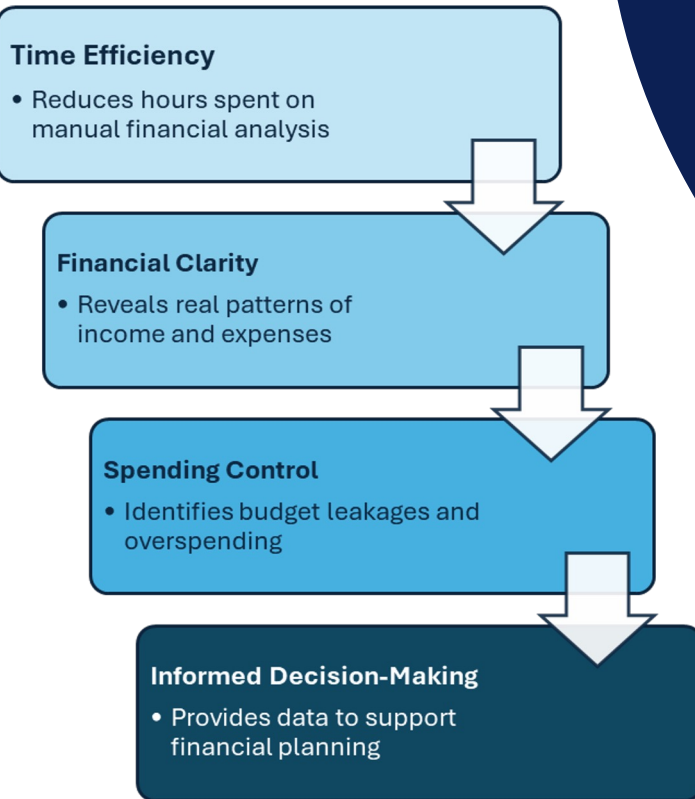 Time Efficiency
• Reduces hours spent on
manual financial analysis
Financial Clarity
• Reveals real patterns of
income and expenses
Spending Control
• Identifies budget leakages and
overspending
Informed Decision-Making
• Provides data to support
financial planning